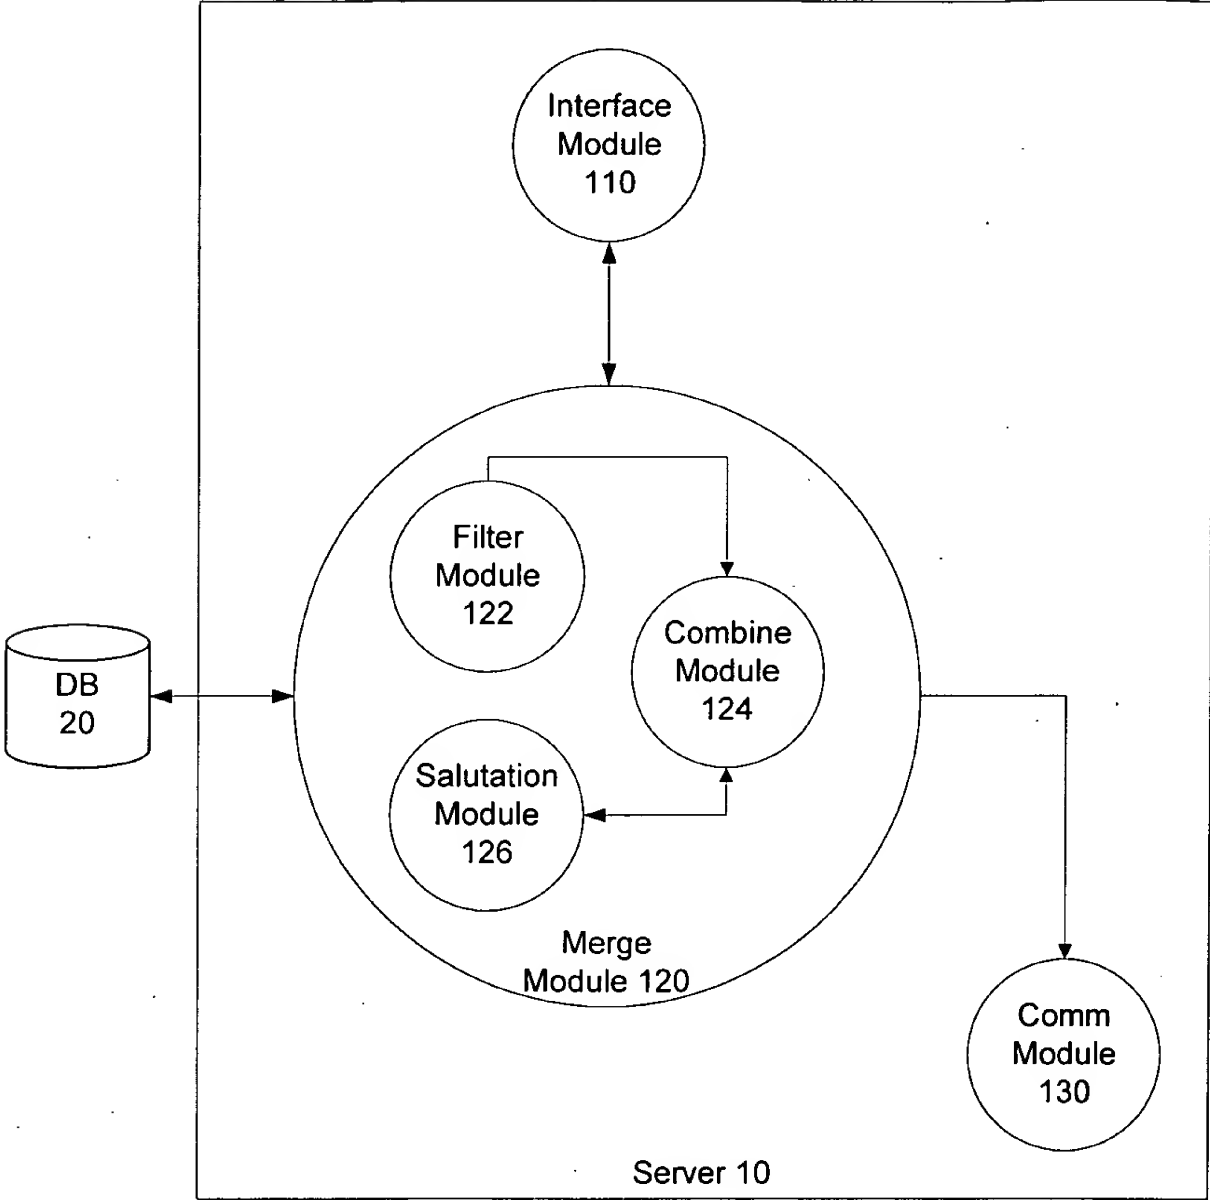 Interface
Module
110
Filter
Module
122
Combine
Module
124
DB
20
Salutation
Module
126
Merge
Module 120
Comm
Module
130
Server 10